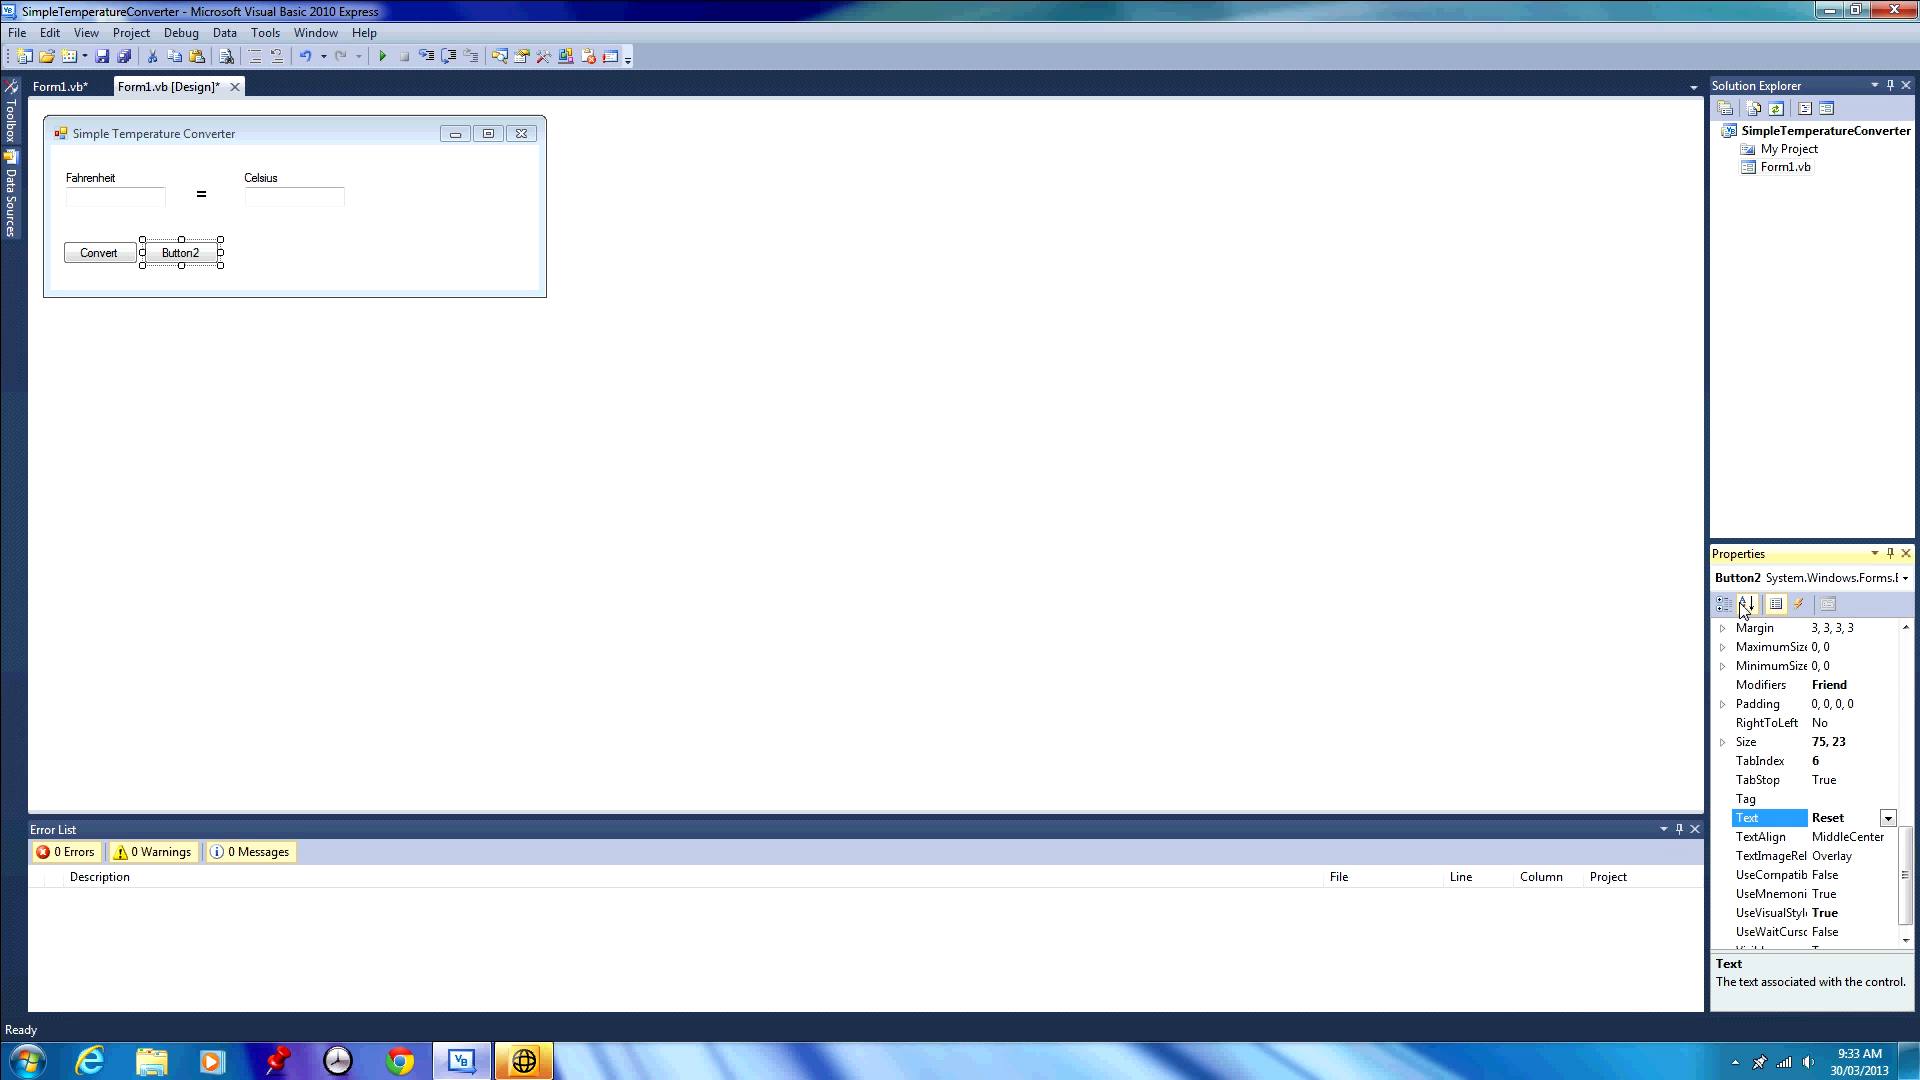 SimpleTemperatureConverter - Microsoft Visual Basic 2010 Express
File Edit View Project Debug Data Tools Window Help
Form1.vb* Form1.vb [Design]*
Toolbox
Data Sources
Simple Temperature Converter
Fahrenheit = Celsius
Convert Button2
Solution Explorer
SimpleTemperatureConverter
My Project
Form1.vb
Properties
Button2 System.Windows.Forms.
Margin 3, 3, 3, 3
MaximumSize 0, 0
MinimumSize 0, 0
Modifiers Friend
Padding 0, 0, 0, 0
RightToLeft No
Size 75, 23
TabIndex 6
TabStop True
Tag
Text Reset
TextAlign MiddleCenter
TextImageRel Overlay
UseCompatib False
UseMnemoni True
UseVisualStyl True
UseWaitCurso False
Text
The text associated with the control.
Error List
0 Errors 0 Warnings 0 Messages
Description File Line Column Project
Ready
9:33 AM
30/03/2013